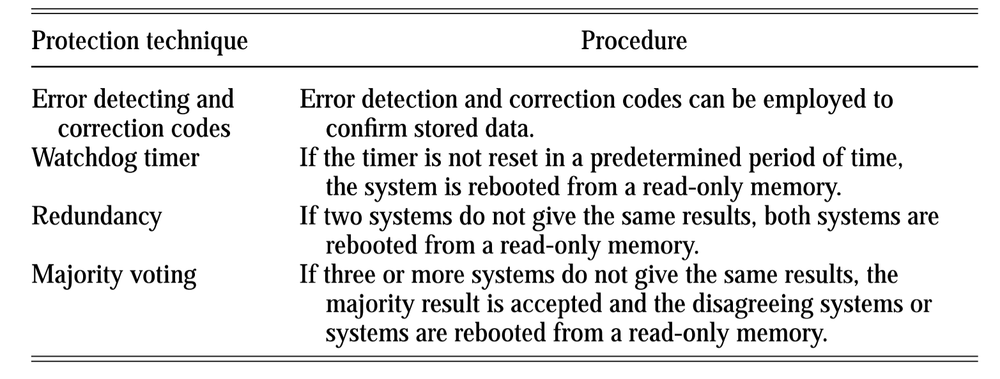 Protection technique Procedure
Error detecting and Error detection and correction codes can be employed to
correction codes confirm stored data.
Watchdog timer If the timer is not reset in a predetermined period of time,
the system is rebooted from a read-only memory.
Redundancy If two systems do not give the same results, both systems are
rebooted from a read-only memory.
Majority voting If three or more systems do not give the same results, the
majority result is accepted and the disagreeing systems or
systems are rebooted from a read-only memory.